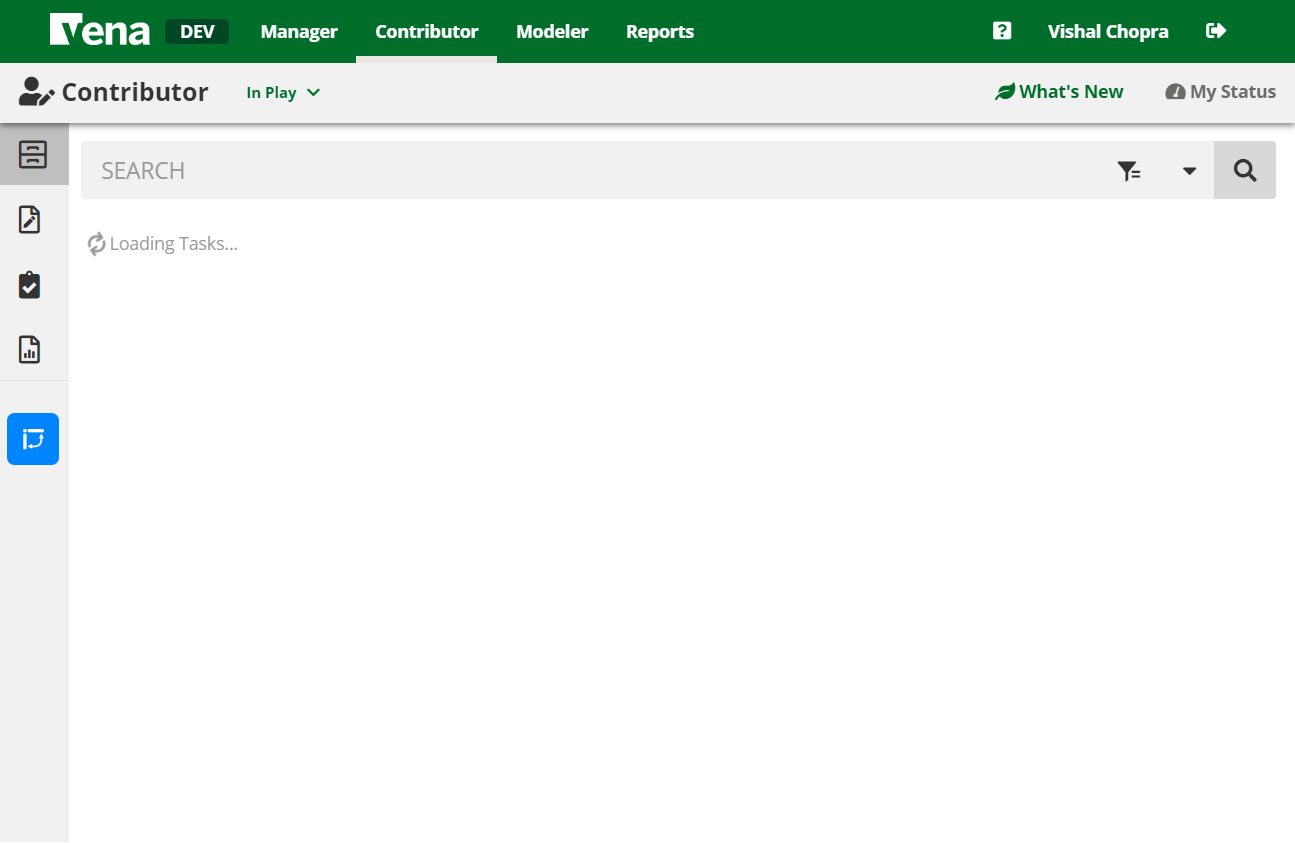 Vena DEV Manager Contributor Modeler Reports ? Vishal Chopra
Contributor In Play What's New My Status
SEARCH
Loading Tasks...